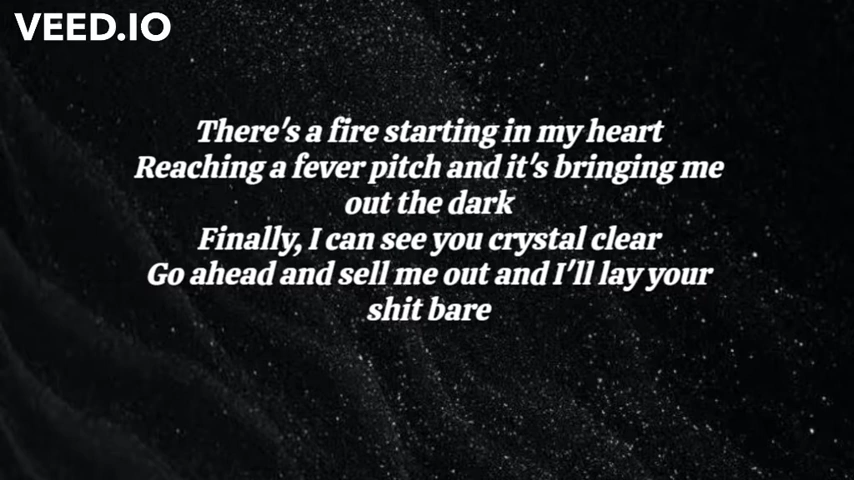 VEED.IO
There's a fire starting in my heart
Reaching a fever pitch and it's bringing me
out the dark
Finally, I can see you crystal clear
Go ahead and sell me out and I'll lay your
shit bare